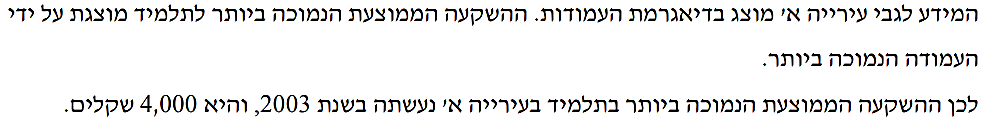 המידע לגבי עירייה א׳ מוצג בדיאגרמת העמודות. ההשקעה הממוצעת הנמוכה ביותר לתלמיד מוצגת על ידי
העמודה הנמוכה ביותר.
לכן ההשקעה הממוצעת הנמוכה ביותר בתלמיד בעירייה א׳ נעשתה בשנת 2003, והיא 4,000 שקלים.